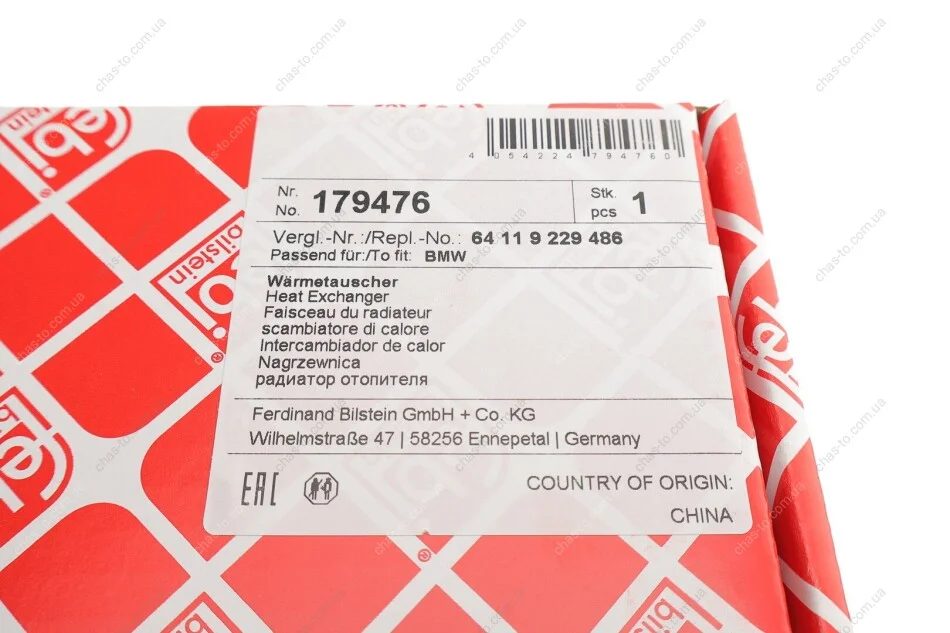 4 054224 794760
Nr.
No. 179476
Stk.
pcs 1
Vergl.-Nr.:/Repl.-No.: 64 11 9 229 486
Passend für:/To fit: BMW
Wärmetauscher
Heat Exchanger
Faisceau du radiateur
scambiatore di calore
Intercambiador de calor
Nagrzewnica
радиатор отопителя
Ferdinand Bilstein GmbH + Co. KG
Wilhelmstraße 47 | 58256 Ennepetal | Germany
EAC
COUNTRY OF ORIGIN:
CHINA
febi
bilstein
chas-to.com.ua